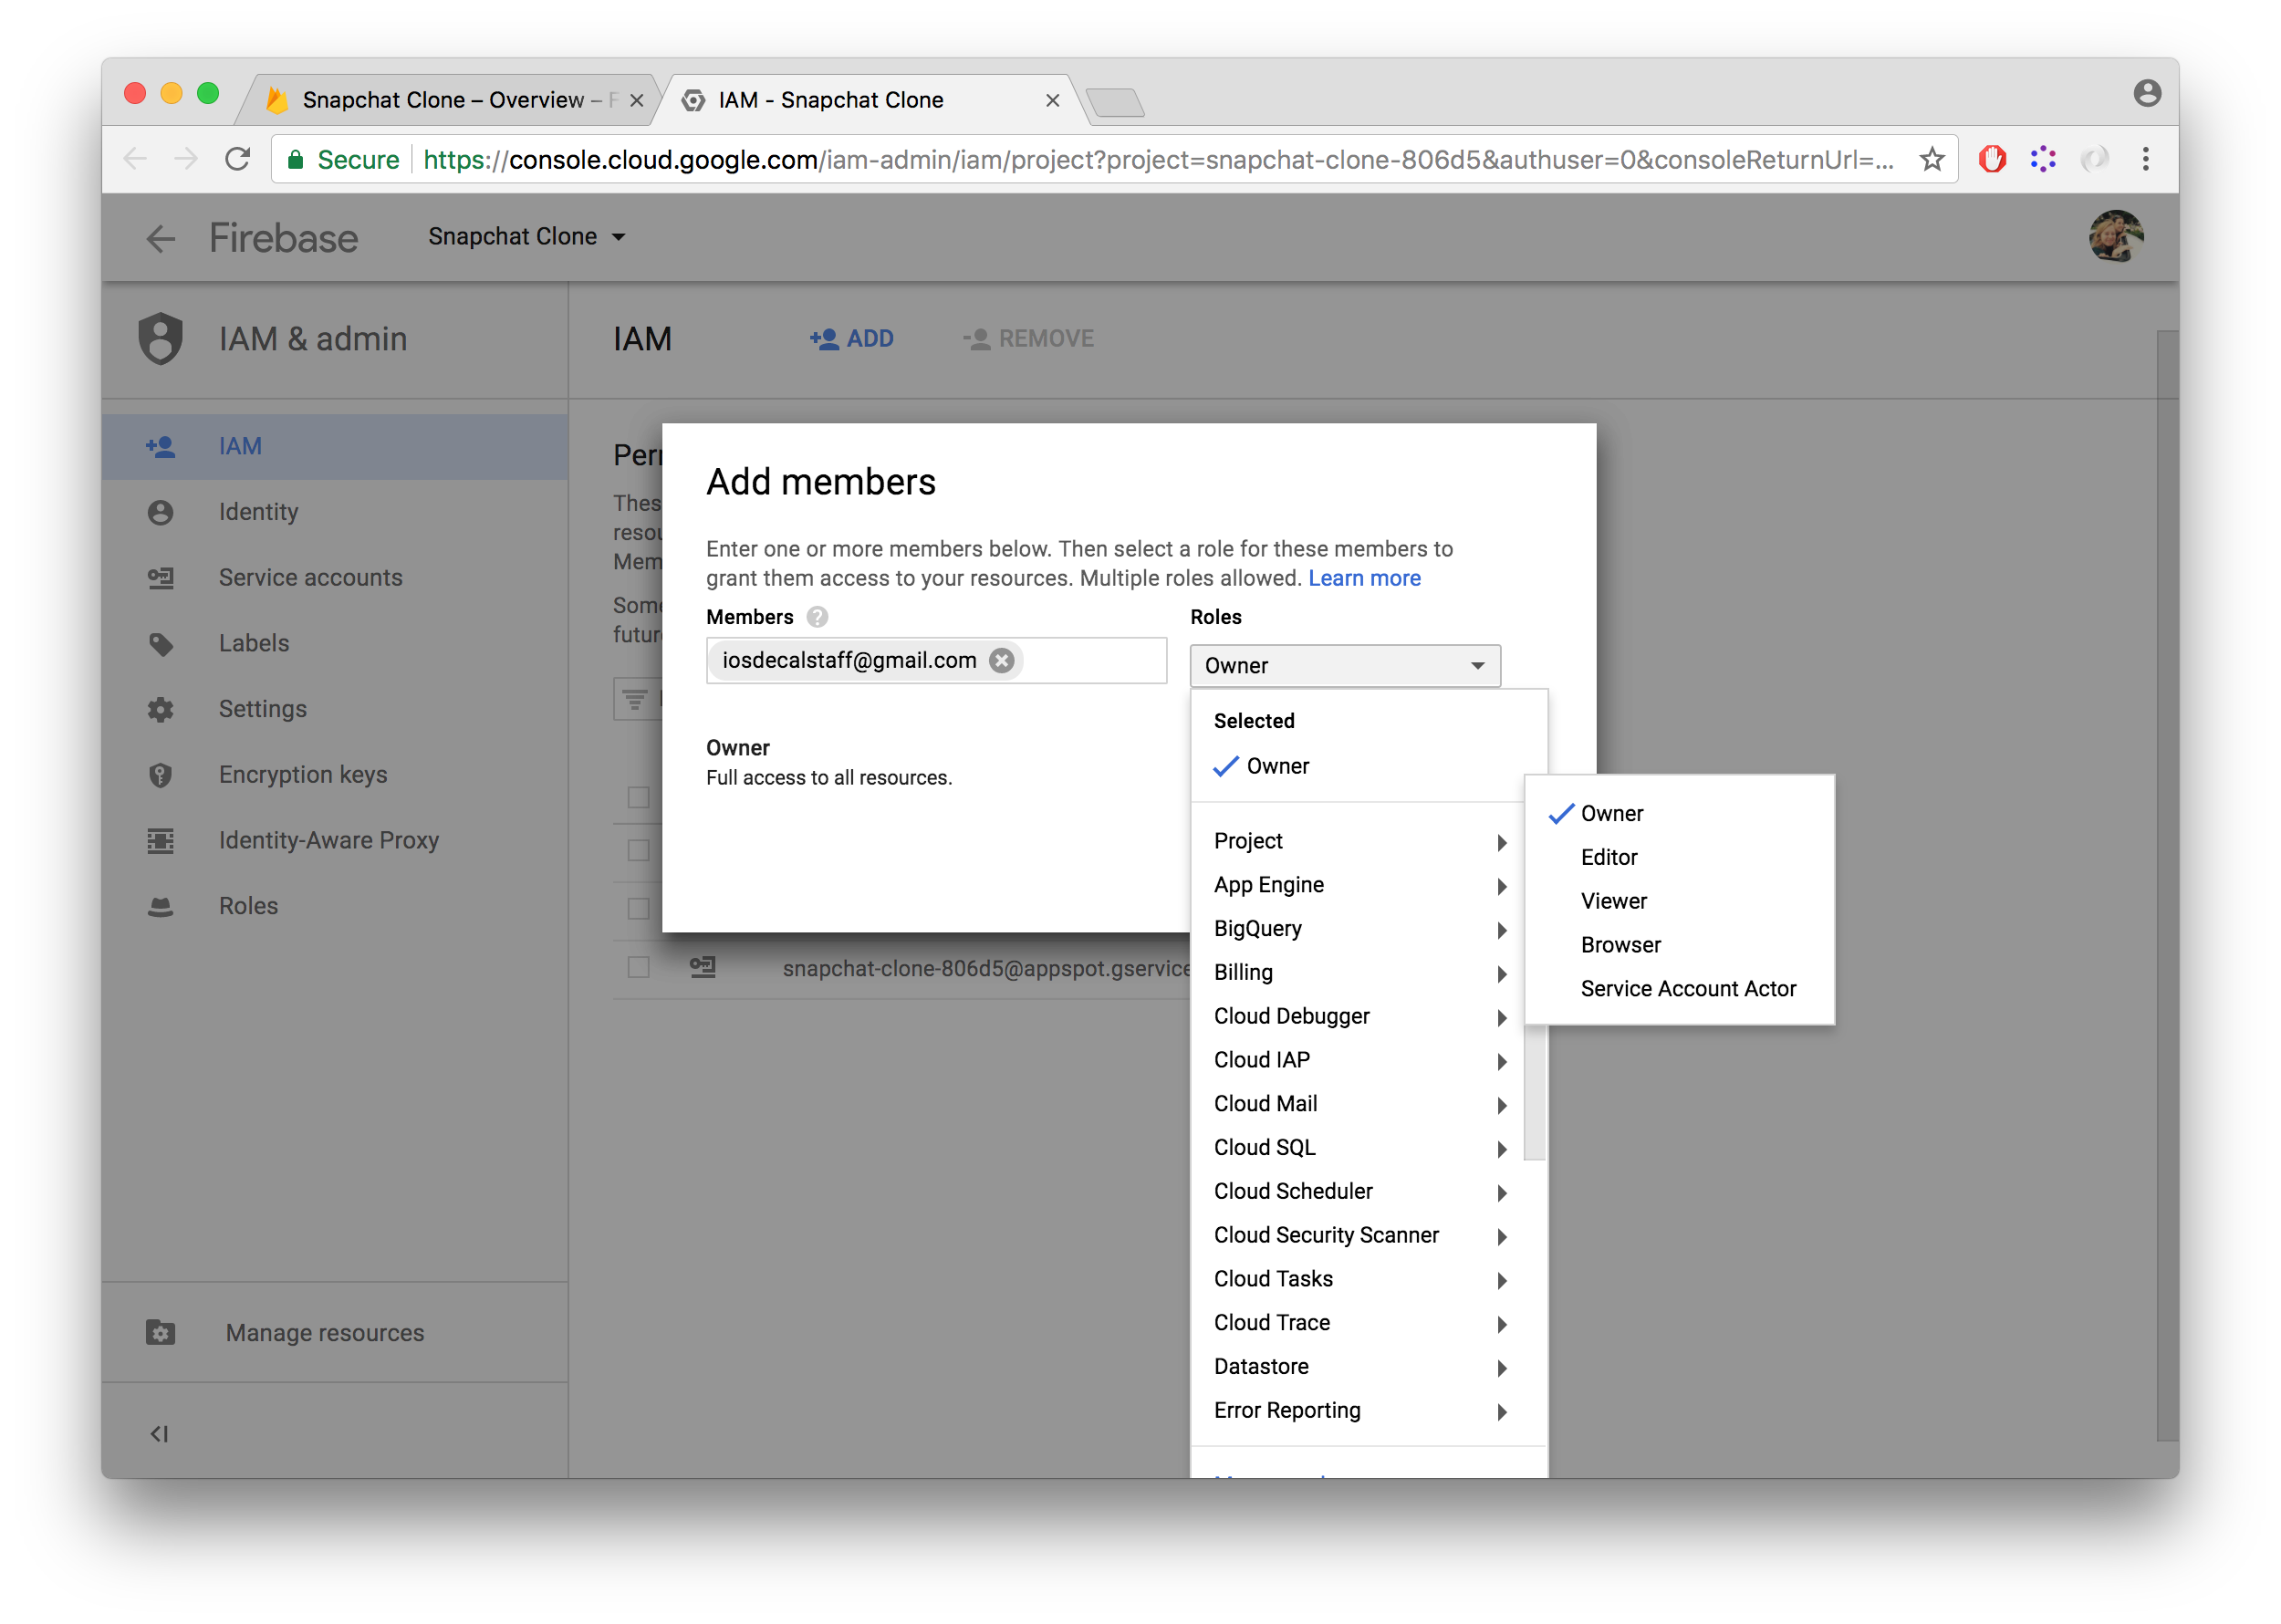 Snapchat Clone – Overview – F
IAM - Snapchat Clone
Secure
https://console.cloud.google.com/iam-admin/iam/project?project=snapchat-clone-806d5&authuser=0&consoleReturnUrl=...
Firebase
Snapchat Clone
IAM & admin
IAM
ADD
REMOVE
IAM
Identity
Service accounts
Labels
Settings
Encryption keys
Identity-Aware Proxy
Roles
Manage resources
Add members
Enter one or more members below. Then select a role for these members to
grant them access to your resources. Multiple roles allowed. Learn more
Members
Roles
iosdecalstaff@gmail.com
Owner
Owner
Full access to all resources.
Selected
Owner
Project
App Engine
BigQuery
Billing
Cloud Debugger
Cloud IAP
Cloud Mail
Cloud SQL
Cloud Scheduler
Cloud Security Scanner
Cloud Tasks
Cloud Trace
Datastore
Error Reporting
Owner
Editor
Viewer
Browser
Service Account Actor
snapchat-clone-806d5@appspot.gservice